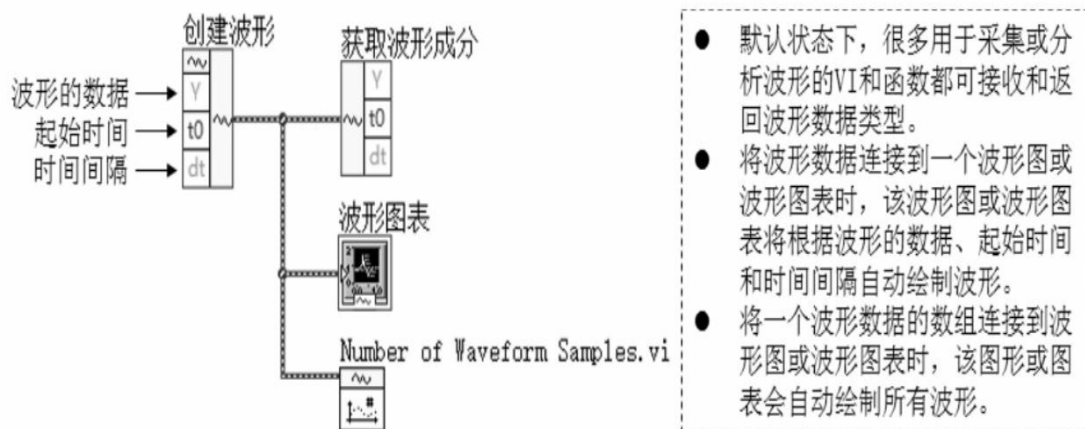 创建波形
Y
t0
dt
波形的数据
起始时间
时间间隔
获取波形成分
Y
t0
dt
波形图表
Number of Waveform Samples.vi
● 默认状态下，很多用于采集或分
析波形的VI和函数都可接收和返
回波形数据类型。
● 将波形数据连接到一个波形图或
波形图表时，该波形图或波形图
表将根据波形的数据、起始时间
和时间间隔自动绘制波形。
● 将一个波形数据的数组连接到波
形图或波形图表时，该图形或图
表会自动绘制所有波形。